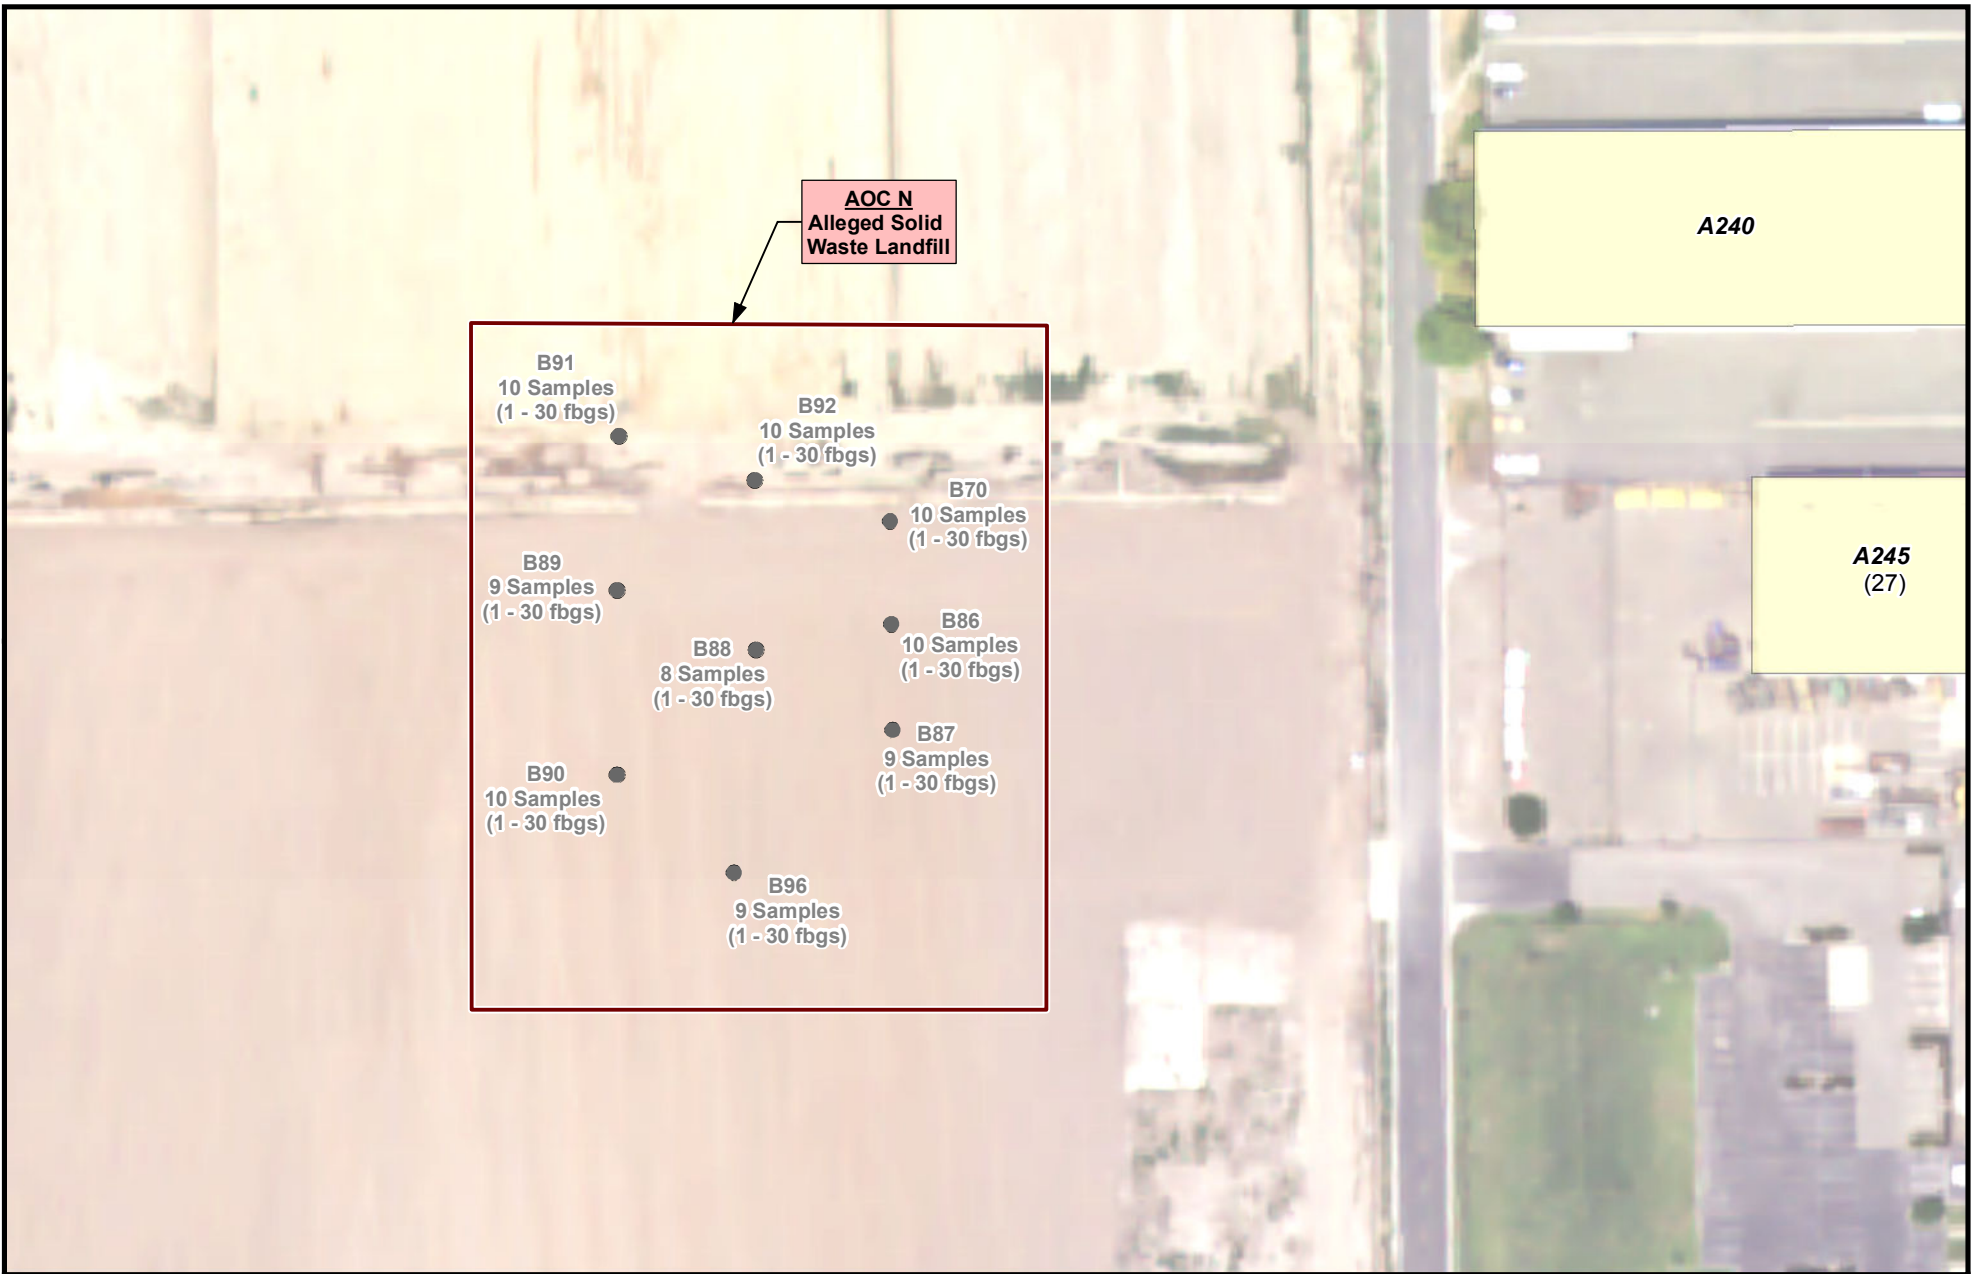 AOC N
Alleged Solid
Waste Landfill
A240
B91
10 Samples
(1 - 30 fbgs)
B92
10 Samples
(1 - 30 fbgs)
B70
10 Samples
(1 - 30 fbgs)
A245
(27)
B89
9 Samples
(1 - 30 fbgs)
B86
10 Samples
(1 - 30 fbgs)
B88
8 Samples
(1 - 30 fbgs)
B87
9 Samples
(1 - 30 fbgs)
B90
10 Samples
(1 - 30 fbgs)
B96
9 Samples
(1 - 30 fbgs)